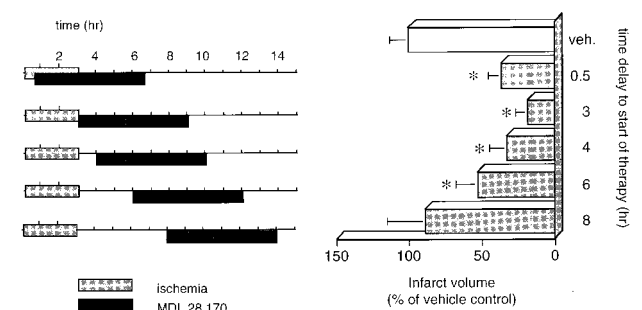 time (hr)
2 4 6 8 10 12 14
ischemia
MDL 28,170
veh.
0.5
3
4
6
8
time delay to start of therapy (hr)
150 100 50 0
Infarct volume
(% of vehicle control)
*
*
*
*